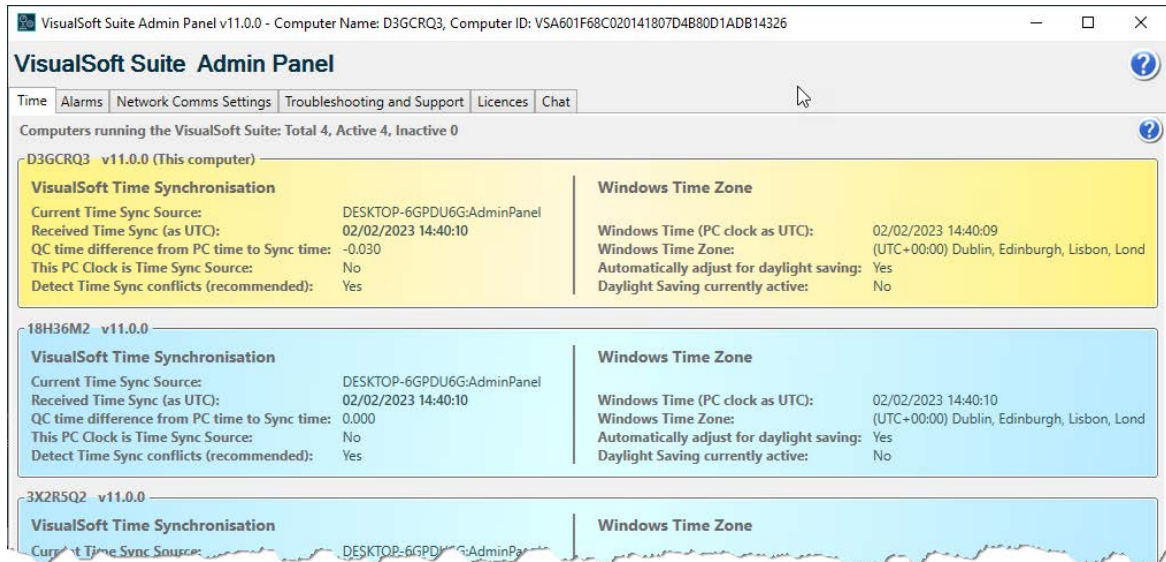 VisualSoft Suite Admin Panel v11.0.0 - Computer Name: D3GCRQ3, Computer ID: VSA601F68C020141807D4B80D1ADB14326
VisualSoft Suite Admin Panel
Time Alarms Network Comms Settings Troubleshooting and Support Licences Chat
Computers running the VisualSoft Suite: Total 4, Active 4, Inactive 0
D3GCRQ3 v11.0.0 (This computer)
VisualSoft Time Synchronisation Windows Time Zone
Current Time Sync Source: DESKTOP-6GPDU6G:AdminPanel
Received Time Sync (as UTC): 02/02/2023 14:40:10 Windows Time (PC clock as UTC): 02/02/2023 14:40:09
QC time difference from PC time to Sync time: -0.030 Windows Time Zone: (UTC+00:00) Dublin, Edinburgh, Lisbon, Lond
This PC Clock is Time Sync Source: No Automatically adjust for daylight saving: Yes
Detect Time Sync conflicts (recommended): Yes Daylight Saving currently active: No
18H36M2 v11.0.0
VisualSoft Time Synchronisation Windows Time Zone
Current Time Sync Source: DESKTOP-6GPDU6G:AdminPanel
Received Time Sync (as UTC): 02/02/2023 14:40:10 Windows Time (PC clock as UTC): 02/02/2023 14:40:10
QC time difference from PC time to Sync time: 0.000 Windows Time Zone: (UTC+00:00) Dublin, Edinburgh, Lisbon, Lond
This PC Clock is Time Sync Source: No Automatically adjust for daylight saving: Yes
Detect Time Sync conflicts (recommended): Yes Daylight Saving currently active: No
3X2R5Q2 v11.0.0
VisualSoft Time Synchronisation Windows Time Zone
Time Sync Source: